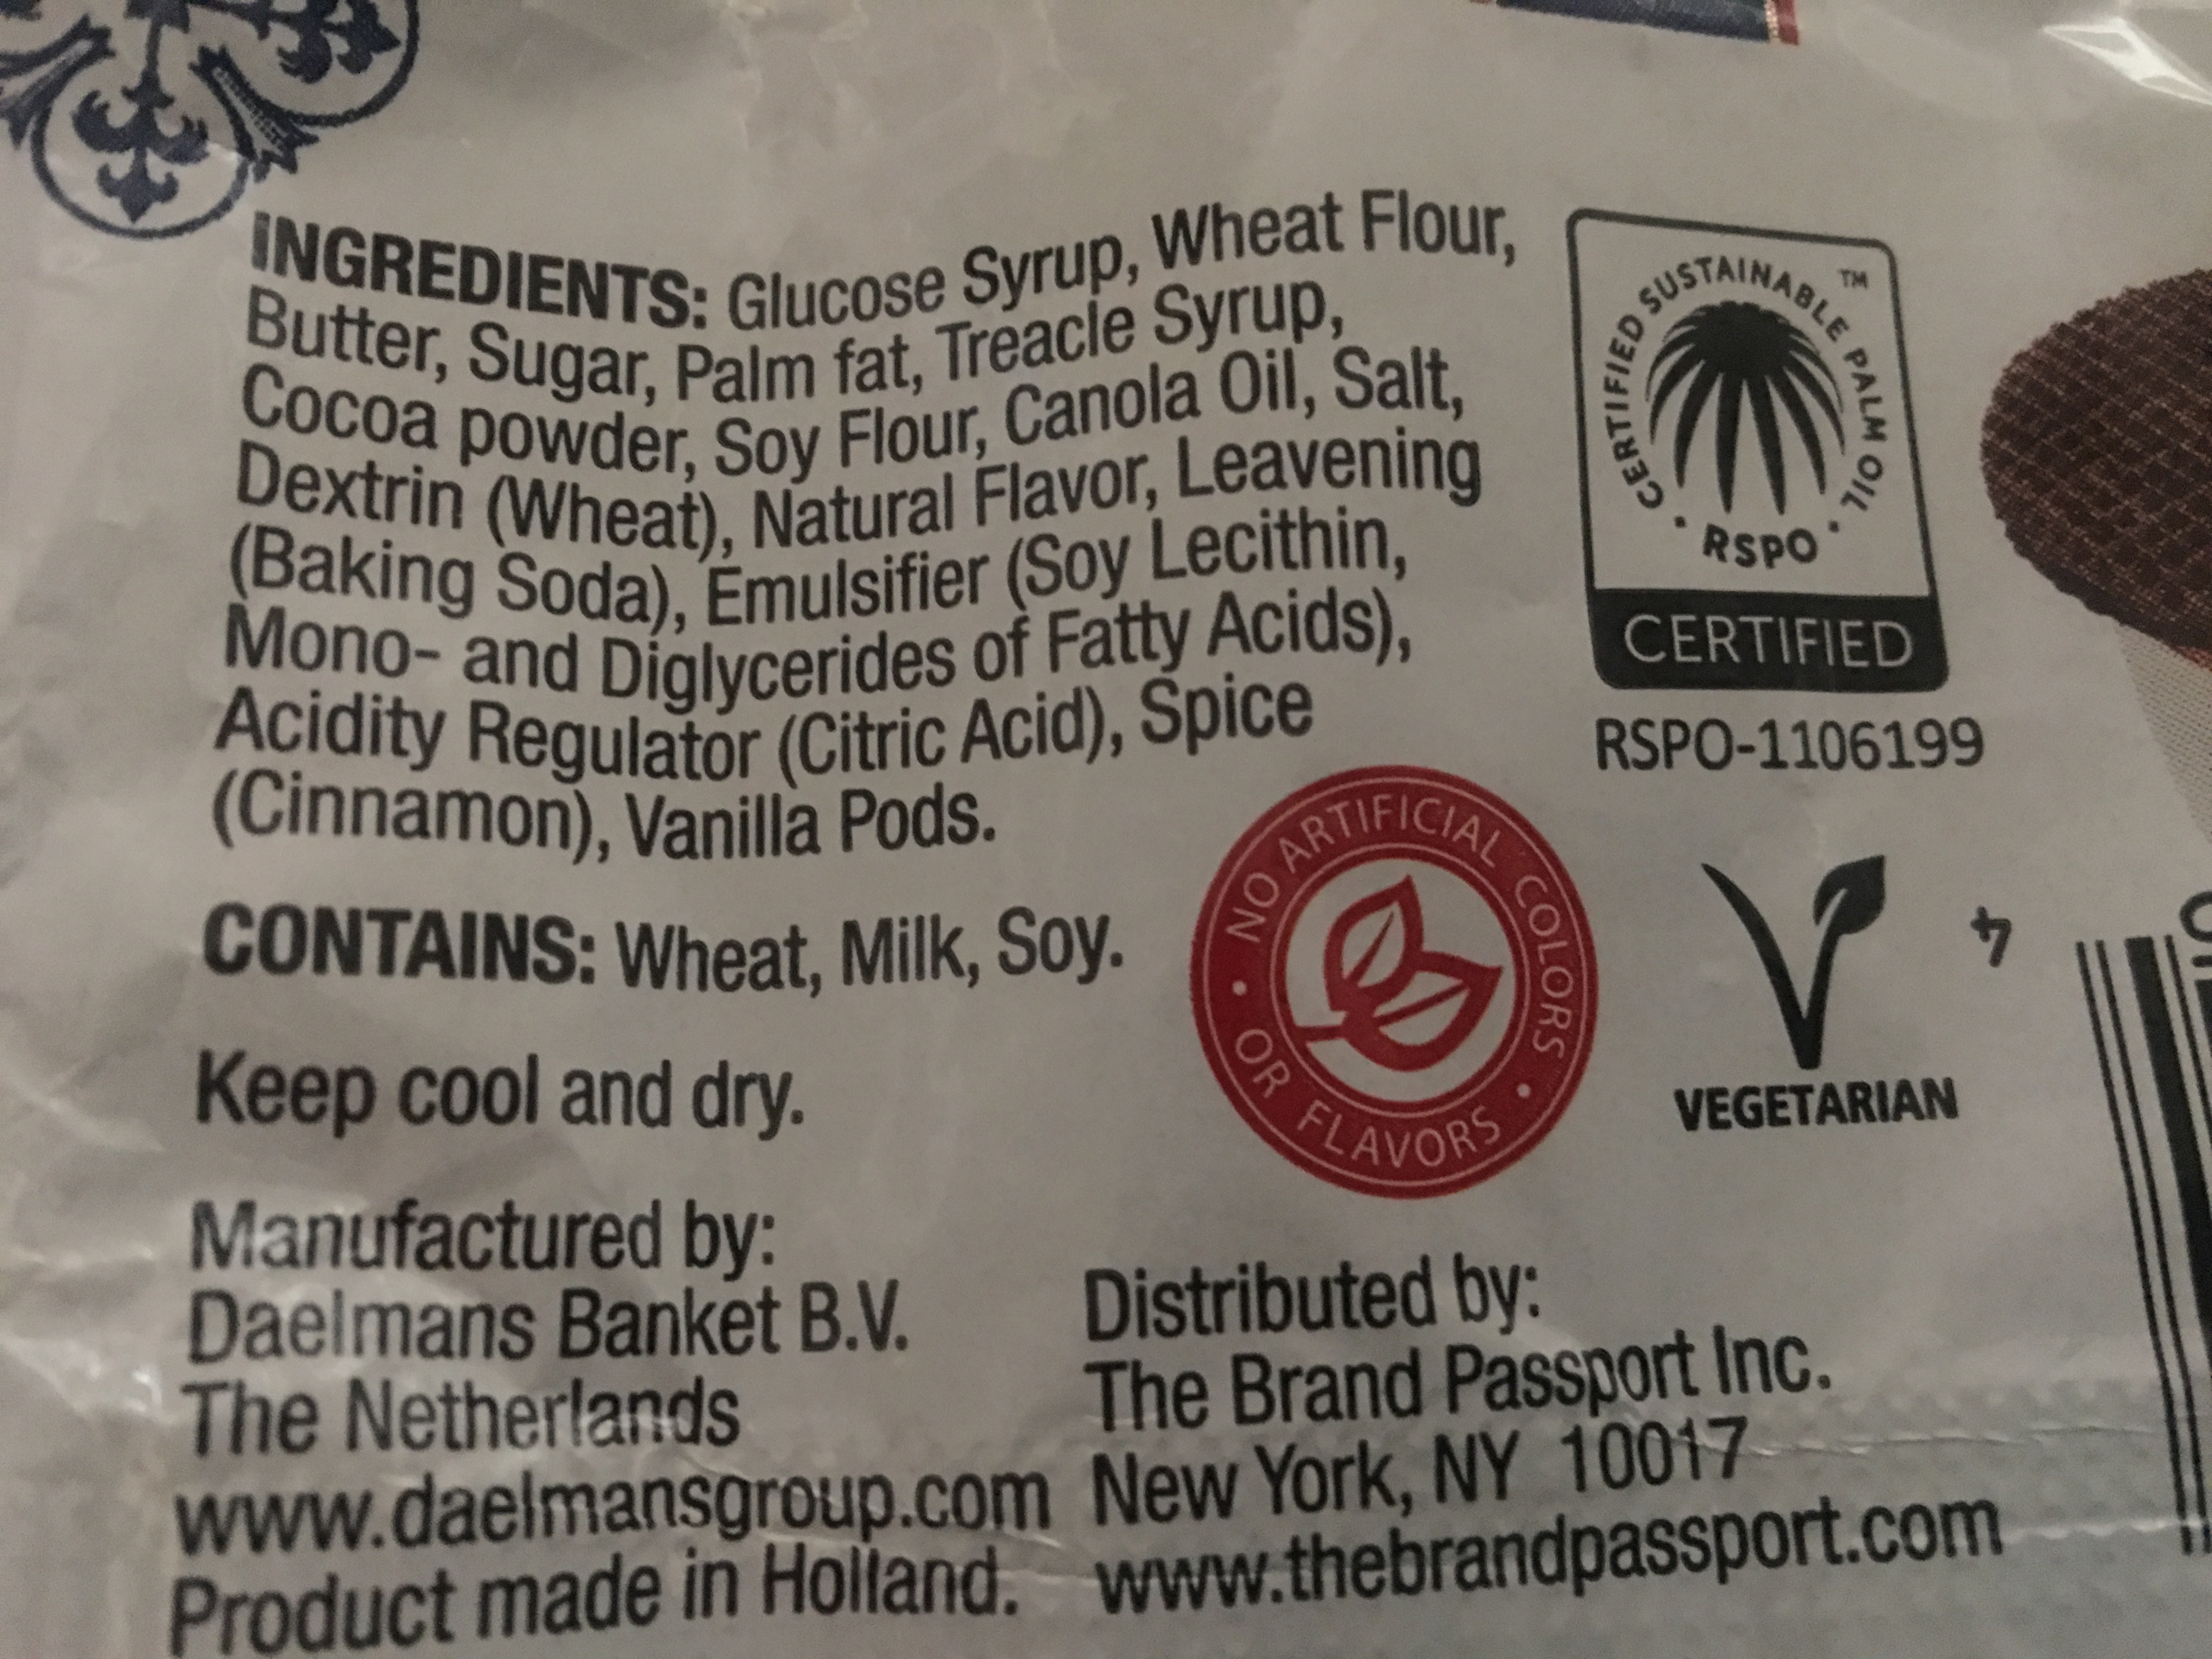 INGREDIENTS: Glucose Syrup, Wheat Flour,
Butter, Sugar, Palm fat, Treacle Syrup,
Cocoa powder, Soy Flour, Canola Oil, Salt,
Dextrin (Wheat), Natural Flavor, Leavening
(Baking Soda), Emulsifier (Soy Lecithin,
Mono- and Diglycerides of Fatty Acids),
Acidity Regulator (Citric Acid), Spice
(Cinnamon), Vanilla Pods.
CERTIFIED SUSTAINABLE PALM OIL TM
• RSPO •
CERTIFIED
RSPO-1106199
CONTAINS: Wheat, Milk, Soy.
NO ARTIFICIAL COLORS
• OR FLAVORS •
VEGETARIAN
4
Keep cool and dry.
Manufactured by:
Daelmans Banket B.V.
The Netherlands
www.daelmansgroup.com
Product made in Holland.
Distributed by:
The Brand Passport Inc.
New York, NY 10017
www.thebrandpassport.com